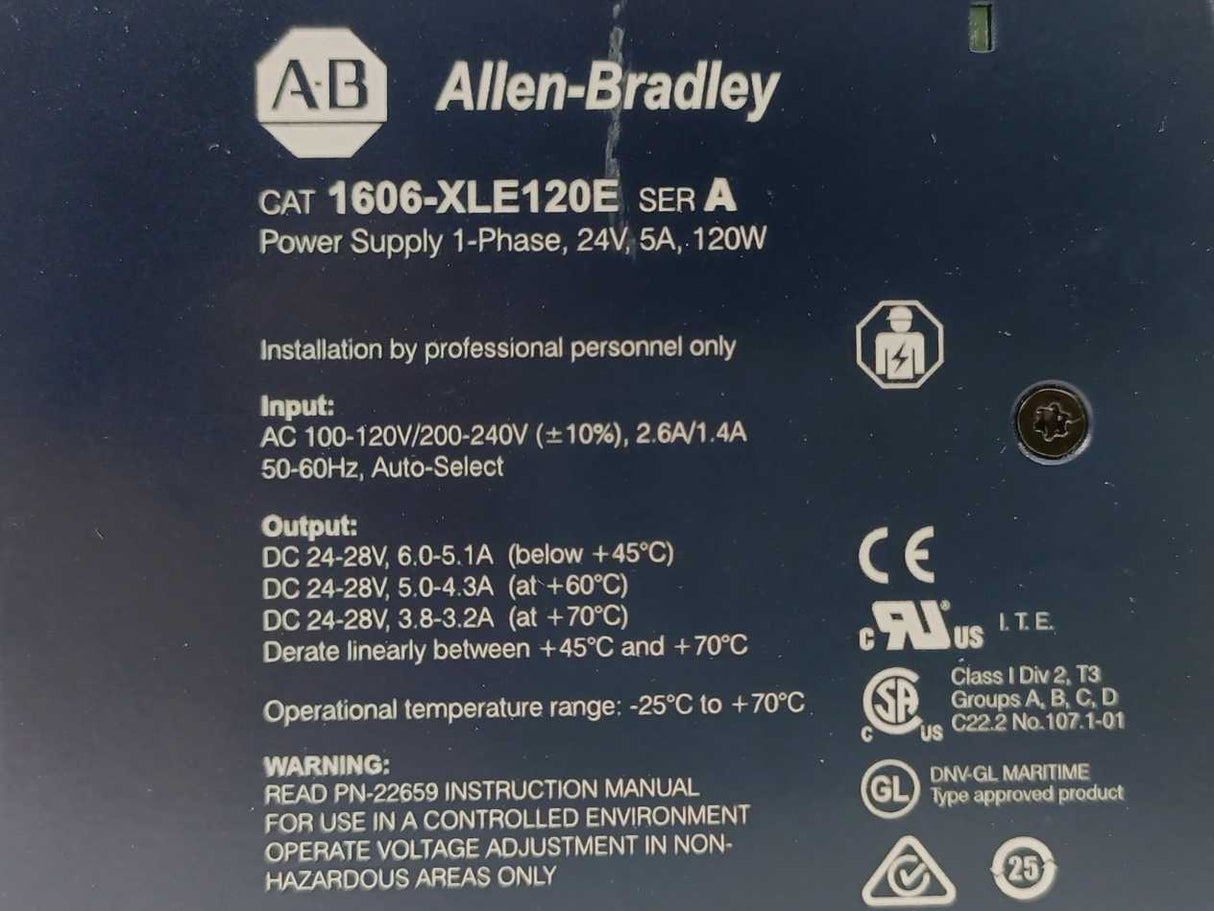 A·B Allen-Bradley
CAT 1606-XLE120E SER A
Power Supply 1-Phase, 24V, 5A, 120W
Installation by professional personnel only
Input:
AC 100-120V/200-240V (±10%), 2.6A/1.4A
50-60Hz, Auto-Select
Output:
DC 24-28V, 6.0-5.1A (below +45°C)
DC 24-28V, 5.0-4.3A (at +60°C)
DC 24-28V, 3.8-3.2A (at +70°C)
Derate linearly between +45°C and +70°C
Operational temperature range: -25°C to +70°C
WARNING:
READ PN-22659 INSTRUCTION MANUAL
FOR USE IN A CONTROLLED ENVIRONMENT
OPERATE VOLTAGE ADJUSTMENT IN NON-
HAZARDOUS AREAS ONLY
CE
c RU® US I.T.E.
c SA US
Class I Div 2, T3
Groups A, B, C, D
C22.2 No.107.1-01
GL
DNV-GL MARITIME
Type approved product
25